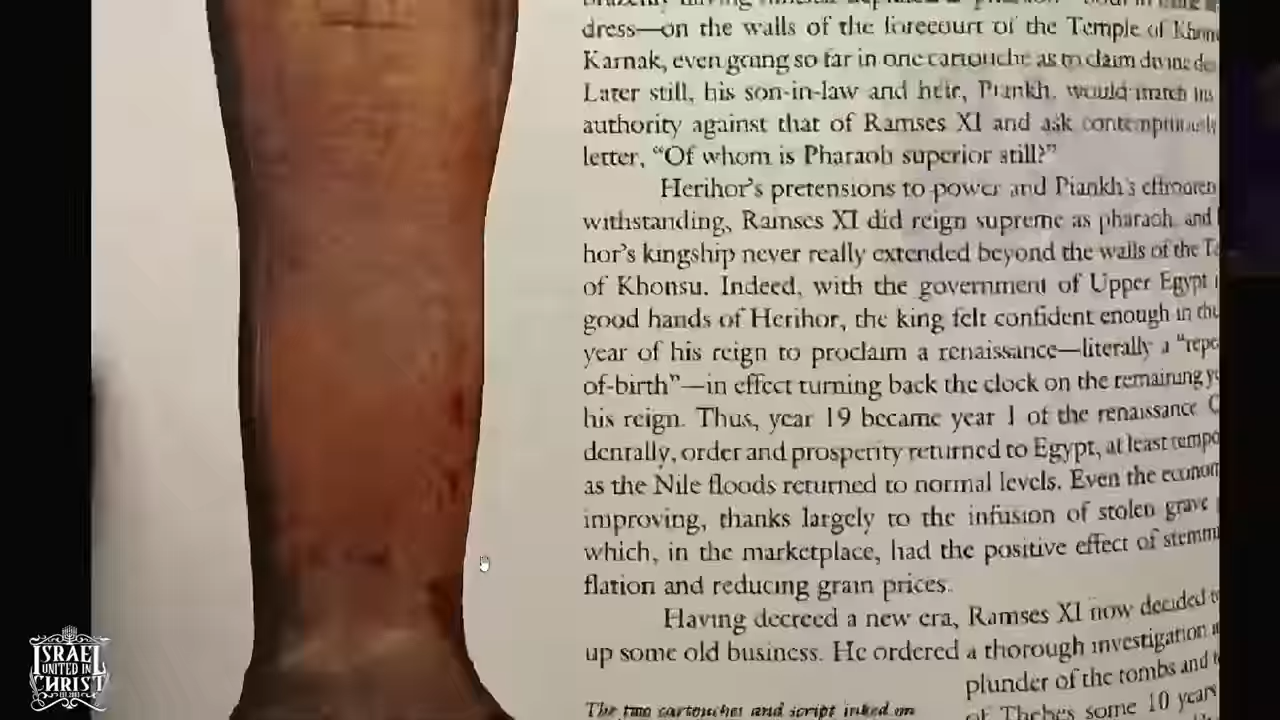 dress—on the walls of the forecourt of the Temple of
Karnak, even going so far in one cartouche as to claim divine
Later still, his son-in-law and heir, Piankh, would match his
authority against that of Ramses XI and ask contemptuously
letter, “Of whom is Pharaoh superior still?”
Herihor’s pretensions to power and Piankh’s
withstanding, Ramses XI did reign supreme as pharaoh, and
hor’s kingship never really extended beyond the walls of the
of Khonsu. Indeed, with the government of Upper Egypt
good hands of Herihor, the king felt confident enough in the
year of his reign to proclaim a renaissance—literally a “repe
of-birth”—in effect turning back the clock on the remaining
his reign. Thus, year 19 became year 1 of the renaissance.
dentally, order and prosperity returned to Egypt, at least tempo
as the Nile floods returned to normal levels. Even the econom
improving, thanks largely to the infusion of stolen grave
which, in the marketplace, had the positive effect of stemm
flation and reducing grain prices.
Having decreed a new era, Ramses XI now decided
up some old business. He ordered a thorough investigation
plunder of the tombs and
The two cartouches and script inked on
of Thebes some 10 years
ISRAEL
UNITED IN
CHRIST